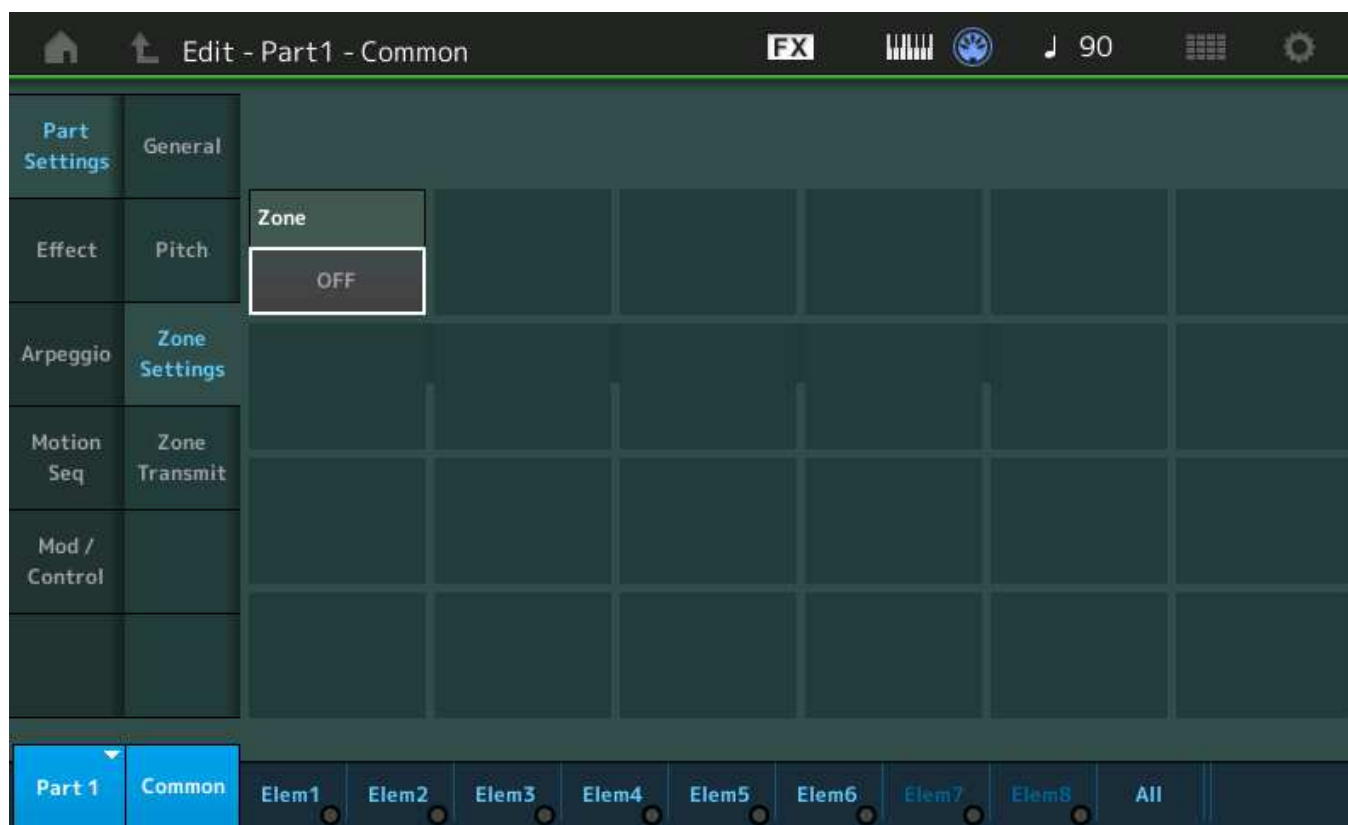 Edit - Part1 - Common FX 90
Part
Settings
General
Zone
OFF
Effect
Pitch
Arpeggio
Zone
Settings
Motion
Seq
Zone
Transmit
Mod /
Control
Part 1 Common Elem1 Elem2 Elem3 Elem4 Elem5 Elem6 Elem7 Elem8 All